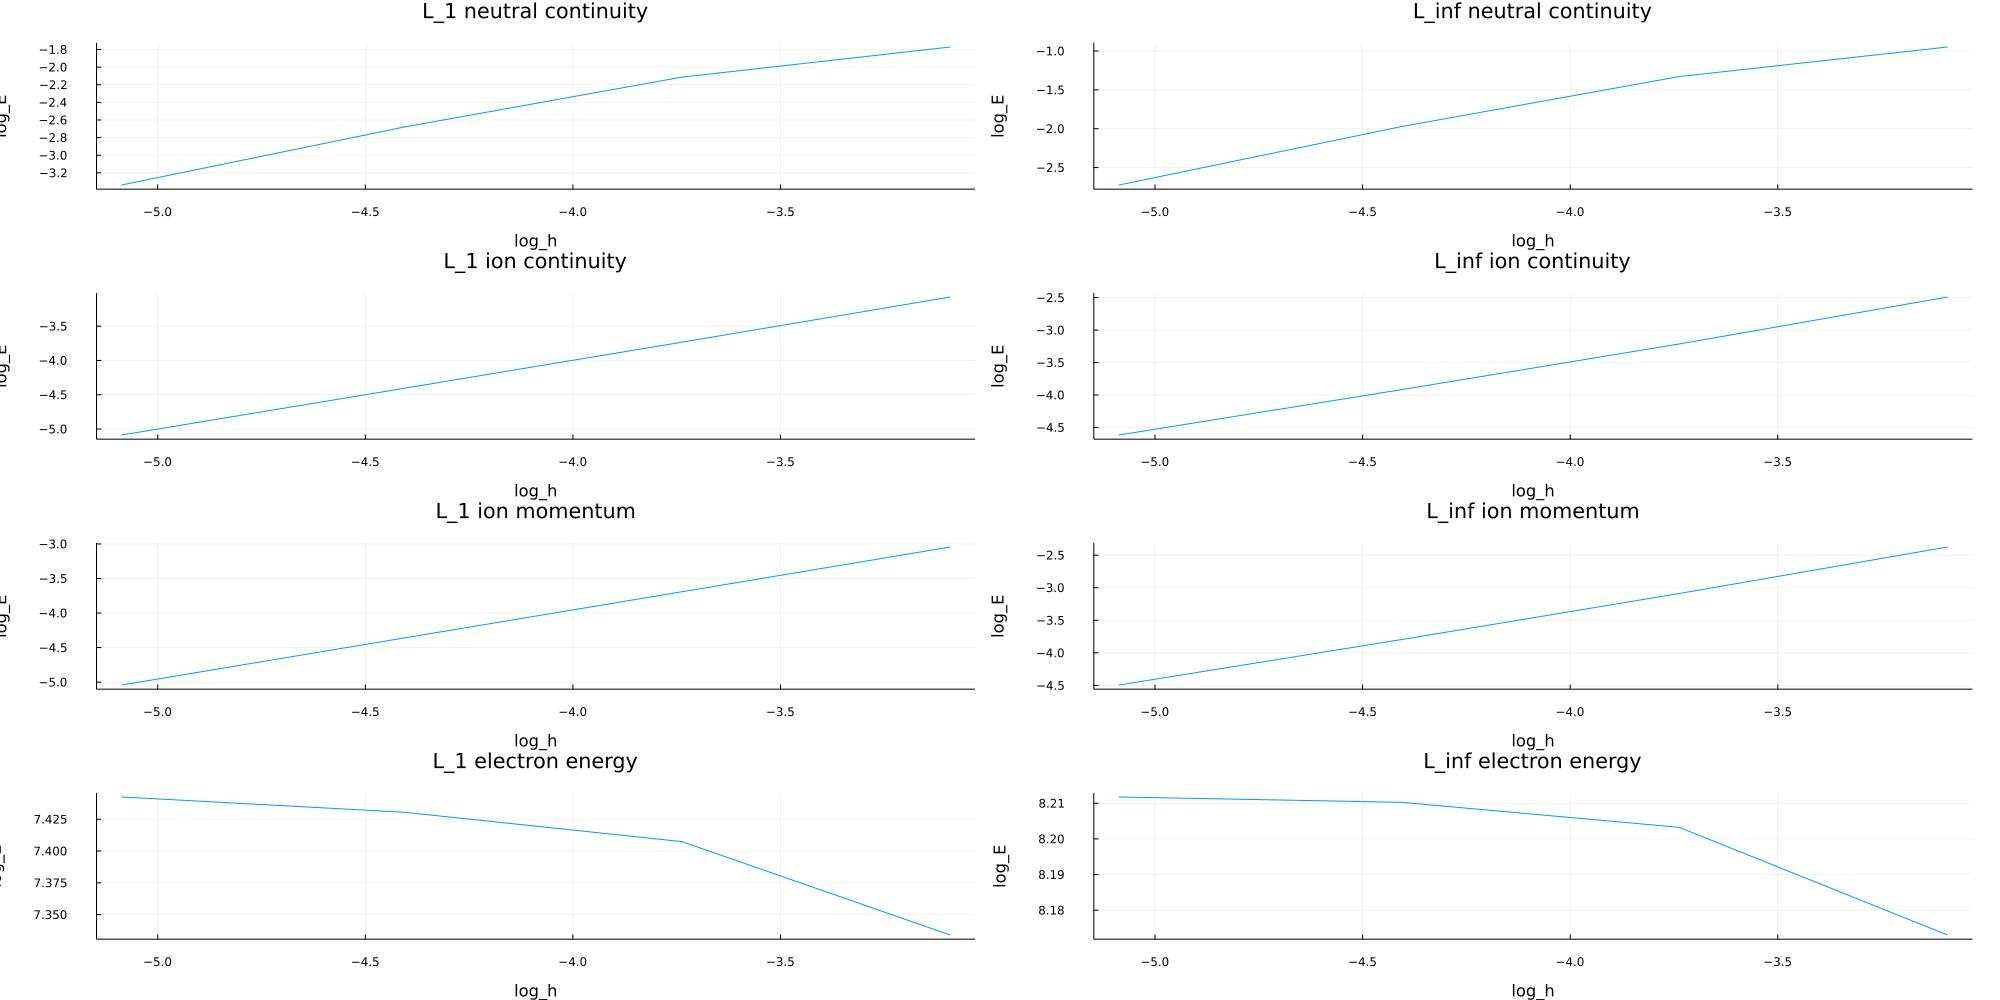 L_1 neutral continuity
log_E
−1.8
−2.0
−2.2
−2.4
−2.6
−2.8
−3.0
−3.2
−5.0 −4.5 −4.0 −3.5
log_h
L_inf neutral continuity
log_E
−1.0
−1.5
−2.0
−2.5
−5.0 −4.5 −4.0 −3.5
log_h
L_1 ion continuity
log_E
−3.5
−4.0
−4.5
−5.0
−5.0 −4.5 −4.0 −3.5
log_h
L_inf ion continuity
log_E
−2.5
−3.0
−3.5
−4.0
−4.5
−5.0 −4.5 −4.0 −3.5
log_h
L_1 ion momentum
log_E
−3.0
−3.5
−4.0
−4.5
−5.0
−5.0 −4.5 −4.0 −3.5
log_h
L_inf ion momentum
log_E
−2.5
−3.0
−3.5
−4.0
−4.5
−5.0 −4.5 −4.0 −3.5
log_h
L_1 electron energy
7.425
7.400
7.375
7.350
−5.0 −4.5 −4.0 −3.5
log_h
L_inf electron energy
log_E
8.21
8.20
8.19
8.18
−5.0 −4.5 −4.0 −3.5
log_h